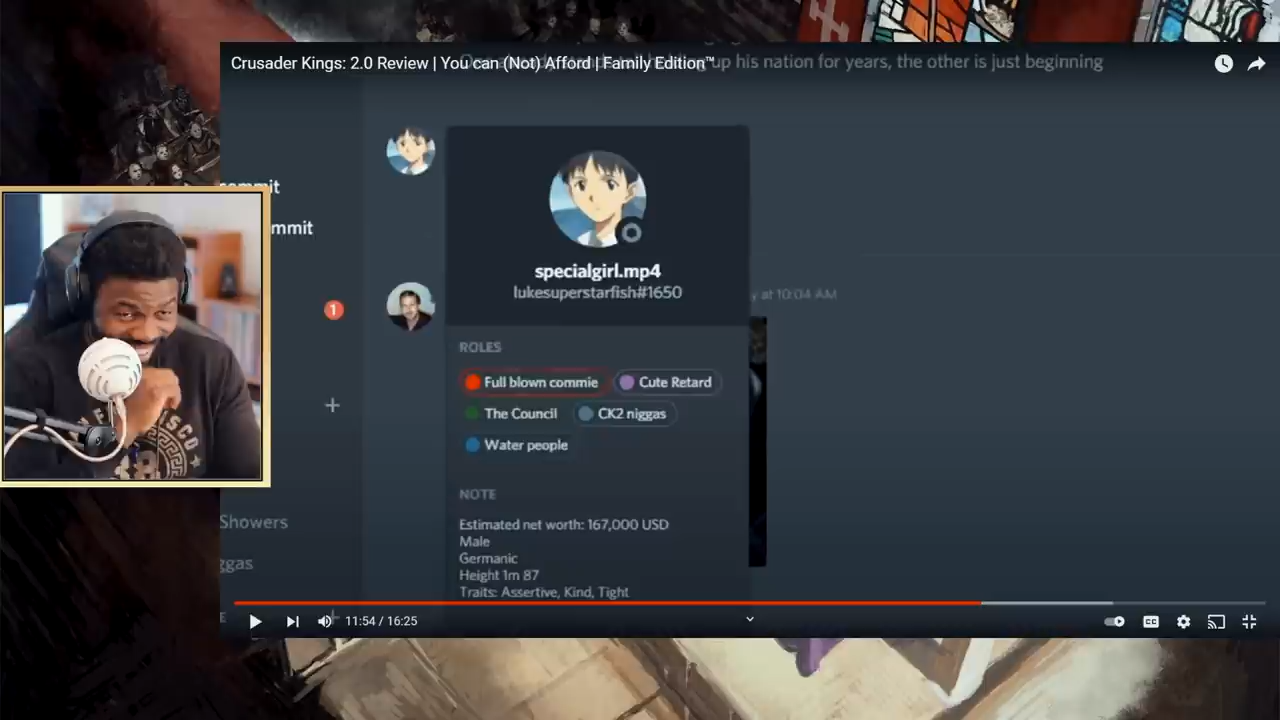 Crusader Kings: 2.0 Review | You can (Not) Afford | Family Edition™
up his nation for years, the other is just beginning
commit
mmit
specialgirl.mp4
lukesuperstarfish#1650
y at 10:04 AM
1
ROLES
Full blown commie
Cute Retard
The Council
CK2 niggas
Water people
NOTE
Estimated net worth: 167,000 USD
Male
Germanic
Height 1m 87
Traits: Assertive, Kind, Tight
Showers
ggas
E
11:54 / 16:25
CC